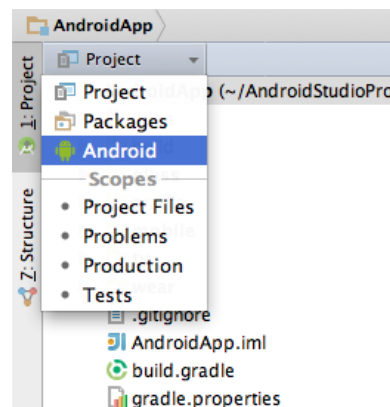 AndroidApp
1: Project
Project
Project
(~/AndroidStudioPro
Packages
Android
Scopes
Project Files
Problems
Production
Tests
Z: Structure
.gitignore
AndroidApp.iml
build.gradle
gradle.properties